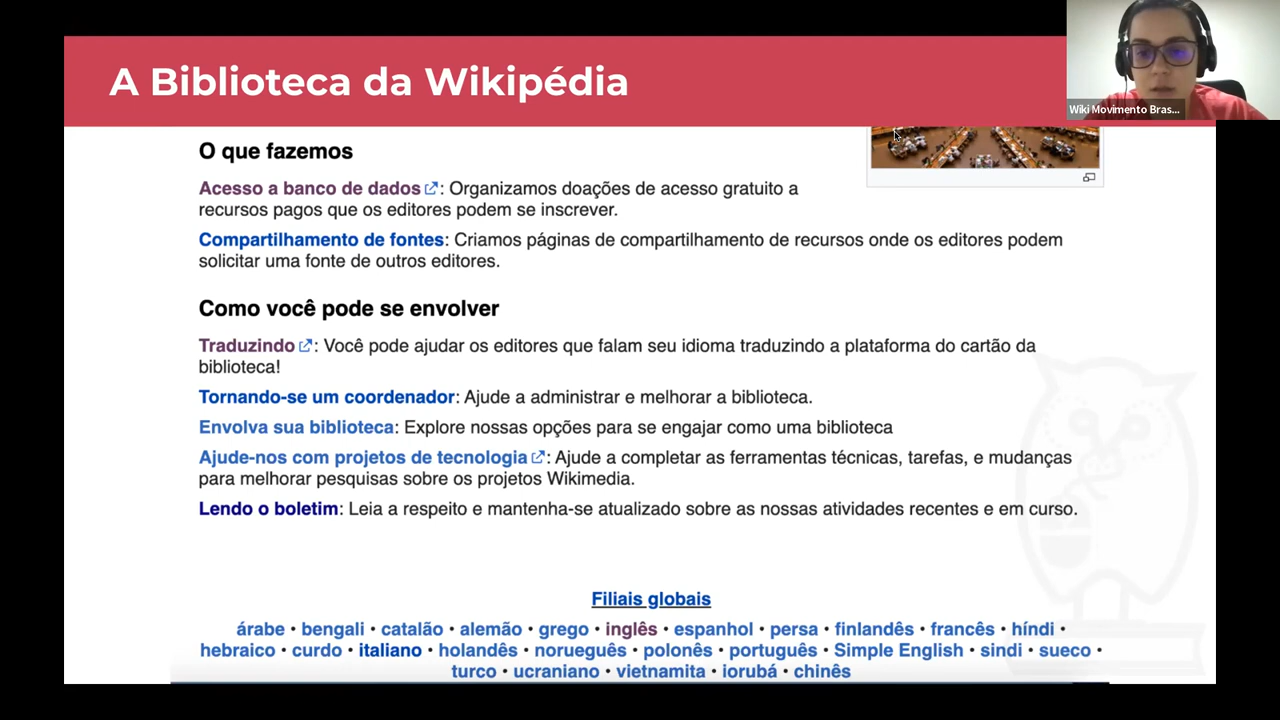 A Biblioteca da Wikipédia
Wiki Movimento Bras...
O que fazemos
Acesso a banco de dados: Organizamos doações de acesso gratuito a
recursos pagos que os editores podem se inscrever.
Compartilhamento de fontes: Criamos páginas de compartilhamento de recursos onde os editores podem
solicitar uma fonte de outros editores.
Como você pode se envolver
Traduzindo: Você pode ajudar os editores que falam seu idioma traduzindo a plataforma do cartão da
biblioteca!
Tornando-se um coordenador: Ajude a administrar e melhorar a biblioteca.
Envolva sua biblioteca: Explore nossas opções para se engajar como uma biblioteca
Ajude-nos com projetos de tecnologia: Ajude a completar as ferramentas técnicas, tarefas, e mudanças
para melhorar pesquisas sobre os projetos Wikimedia.
Lendo o boletim: Leia a respeito e mantenha-se atualizado sobre as nossas atividades recentes e em curso.
Filiais globais
árabe • bengali • catalão • alemão • grego • inglês • espanhol • persa • finlandês • francês • híndi •
hebraico • curdo • italiano • holandês • norueguês • polonês • português • Simple English • sindi • sueco •
turco • ucraniano • vietnamita • iorubá • chinês